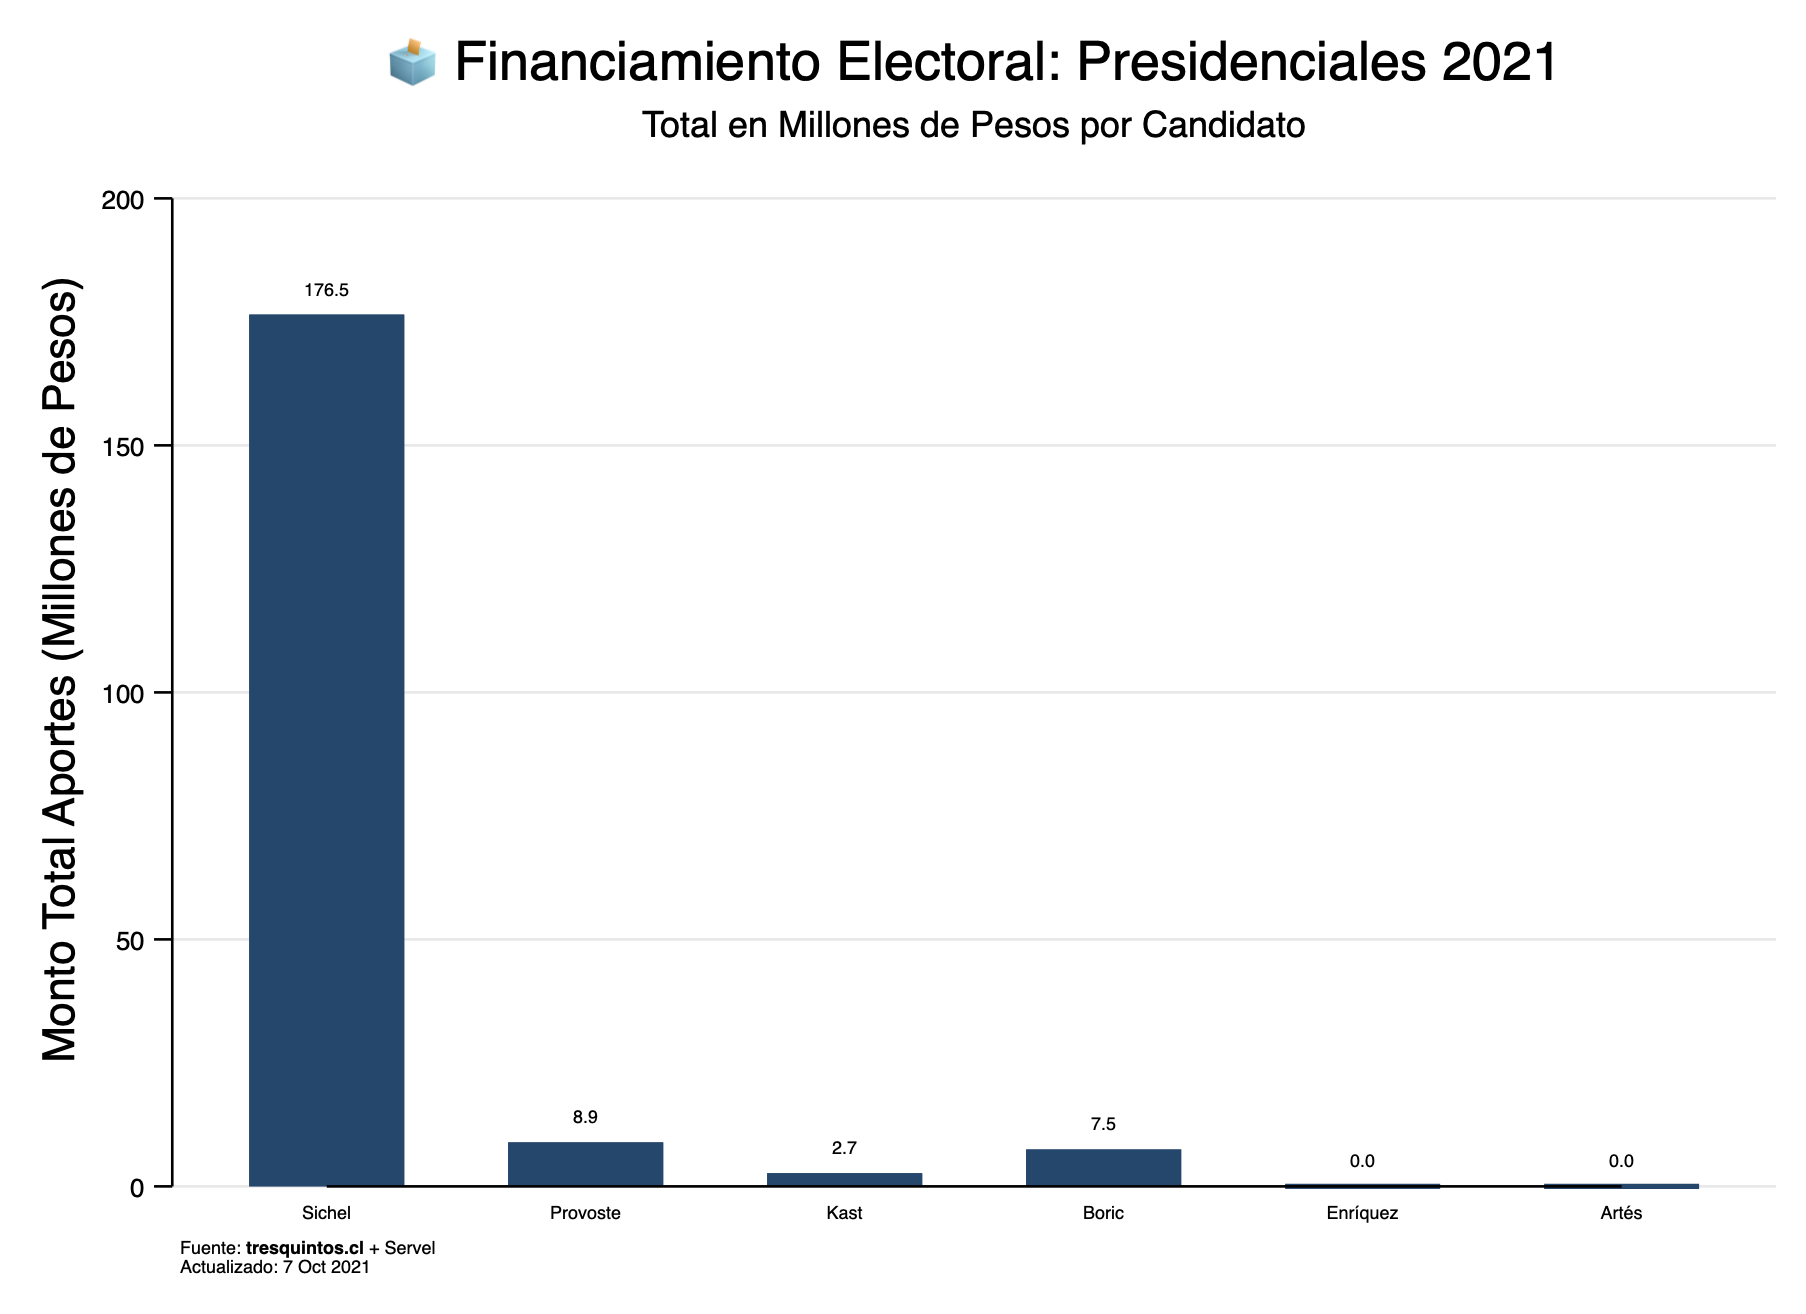 Financiamiento Electoral: Presidenciales 2021
Total en Millones de Pesos por Candidato
Monto Total Aportes (Millones de Pesos)
200
150
100
50
0
176.5
8.9
2.7
7.5
0.0
0.0
Sichel
Provoste
Kast
Boric
Enríquez
Artés
Fuente: tresquintos.cl + Servel
Actualizado: 7 Oct 2021